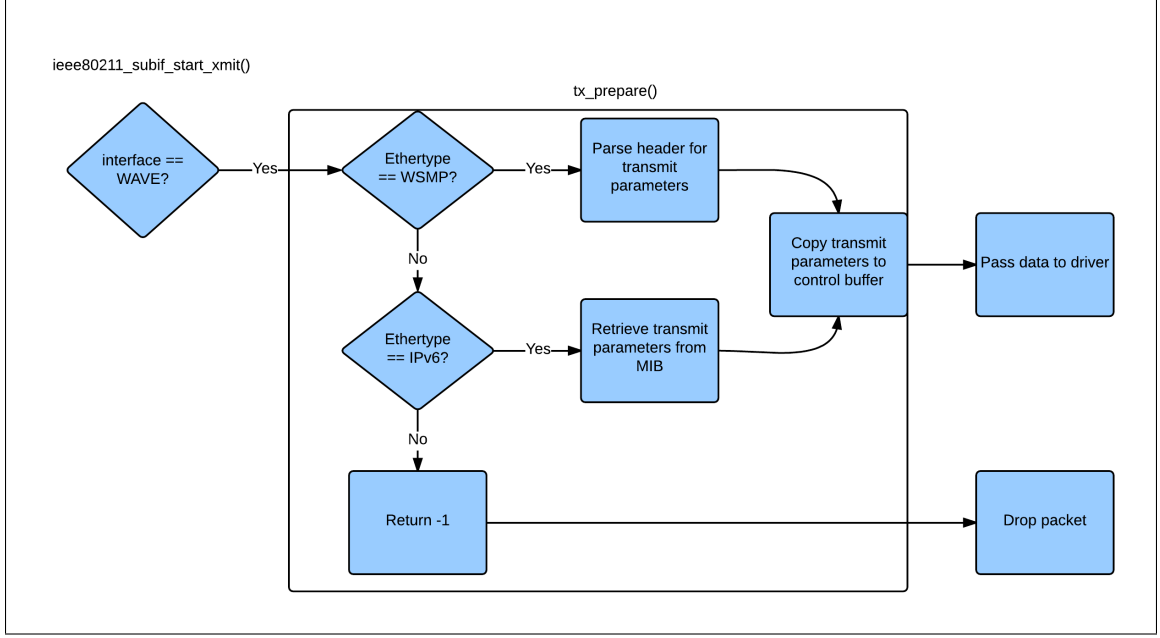 ieee80211_subif_start_xmit()
tx_prepare()
interface ==
WAVE?
Yes
Ethertype
== WSMP?
Yes
Parse header for
transmit
parameters
Copy transmit
parameters to
control buffer
Pass data to driver
No
Ethertype
== IPv6?
Yes
Retrieve transmit
parameters from
MIB
No
Return -1
Drop packet